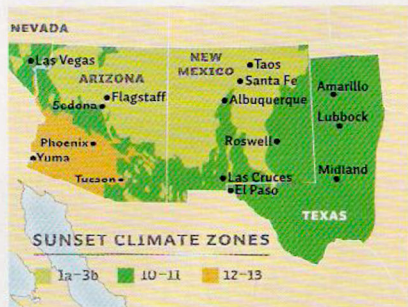 NEVADA
Las Vegas
ARIZONA
NEW
MEXICO
Taos
Santa Fe
Flagstaff
Sedona
Albuquerque
Amarillo
Lubbock
Phoenix
Yuma
Roswell
Tucson
Las Cruces
El Paso
Midland
TEXAS
SUNSET CLIMATE ZONES
1a–3b 10–11 12–13